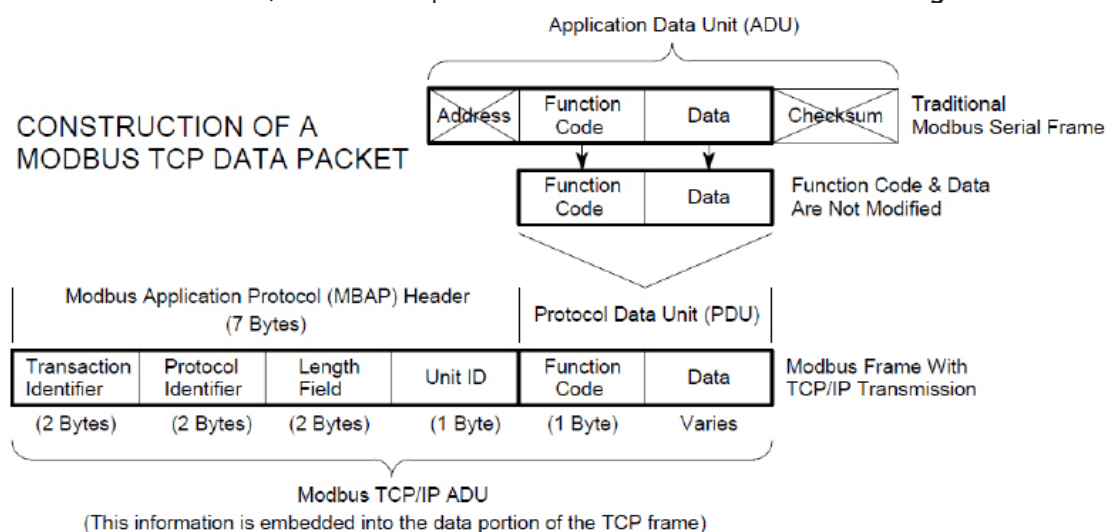 Application Data Unit (ADU)
CONSTRUCTION OF A
MODBUS TCP DATA PACKET
Address
Function
Code
Data
Checksum
Traditional
Modbus Serial Frame
Function
Code
Data
Function Code & Data
Are Not Modified
Modbus Application Protocol (MBAP) Header
(7 Bytes)
Protocol Data Unit (PDU)
Transaction
Identifier
Protocol
Identifier
Length
Field
Unit ID
Function
Code
Data
Modbus Frame With
TCP/IP Transmission
(2 Bytes)
(2 Bytes)
(2 Bytes)
(1 Byte)
(1 Byte)
Varies
Modbus TCP/IP ADU
(This information is embedded into the data portion of the TCP frame)